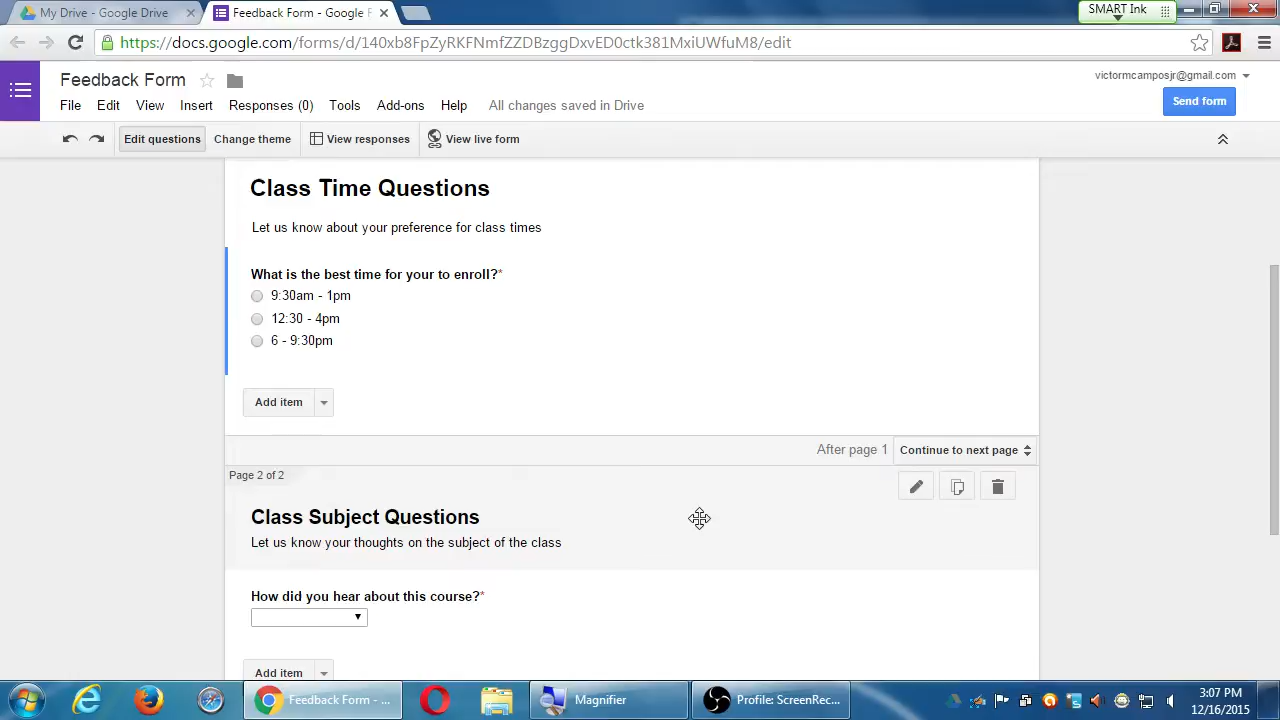 My Drive - Google Drive
Feedback Form - Google F
SMART Ink
https://docs.google.com/forms/d/140xb8FpZyRKFNmfZZDRzggDxvED0ctk381MxiUWfuM8/edit
Feedback Form
victormcamposjr@gmail.com
File Edit View Insert Responses (0) Tools Add-ons Help All changes saved in Drive
Send form
Edit questions Change theme View responses View live form
Class Time Questions
Let us know about your preference for class times
What is the best time for your to enroll?*
9:30am - 1pm
12:30 - 4pm
6 - 9:30pm
Add item
After page 1 Continue to next page
Page 2 of 2
Class Subject Questions
Let us know your thoughts on the subject of the class
How did you hear about this course?*
Add item
Feedback Form - ...
Magnifier
Profile: ScreenRec...
3:07 PM
12/16/2015